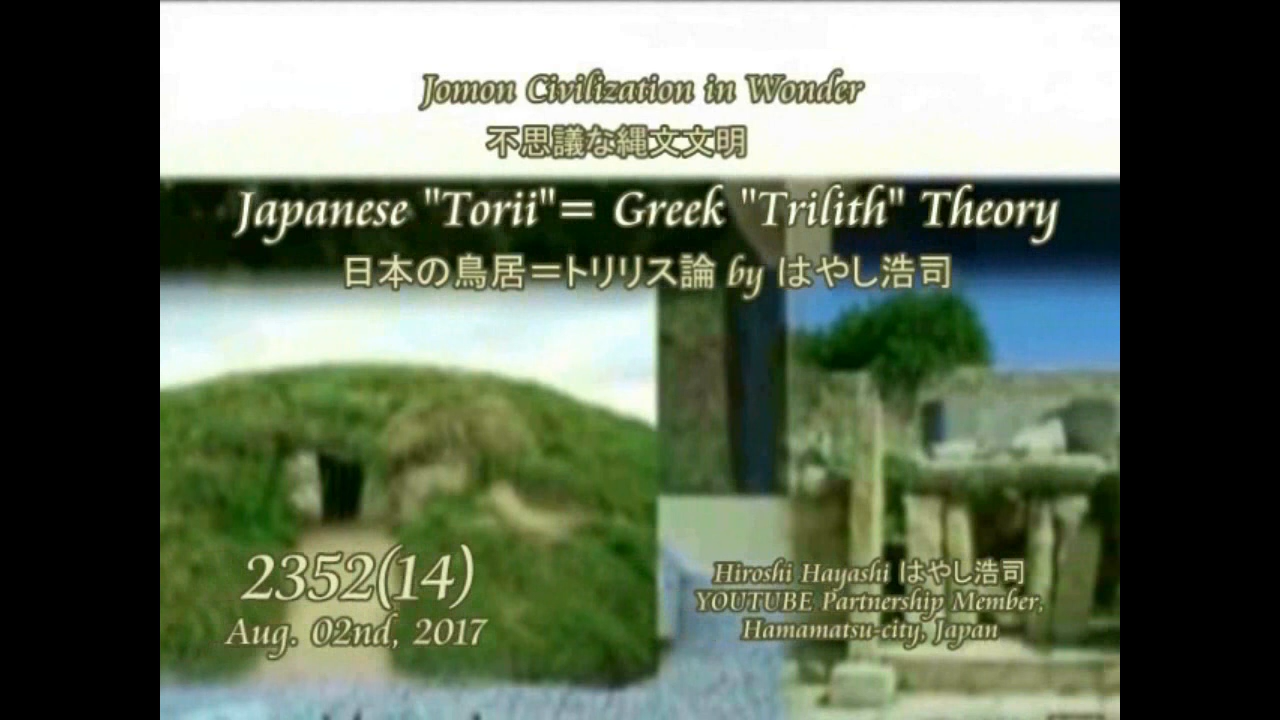 Jomon Civilization in Wonder
不思議な縄文文明
Japanese "Torii"= Greek "Trilith" Theory
日本の鳥居＝トリリス論 by はやし浩司
2352(14)
Aug. 02nd, 2017
Hiroshi Hayashi はやし浩司
YOUTUBE Partnership Member,
Hamamatsu-city, Japan